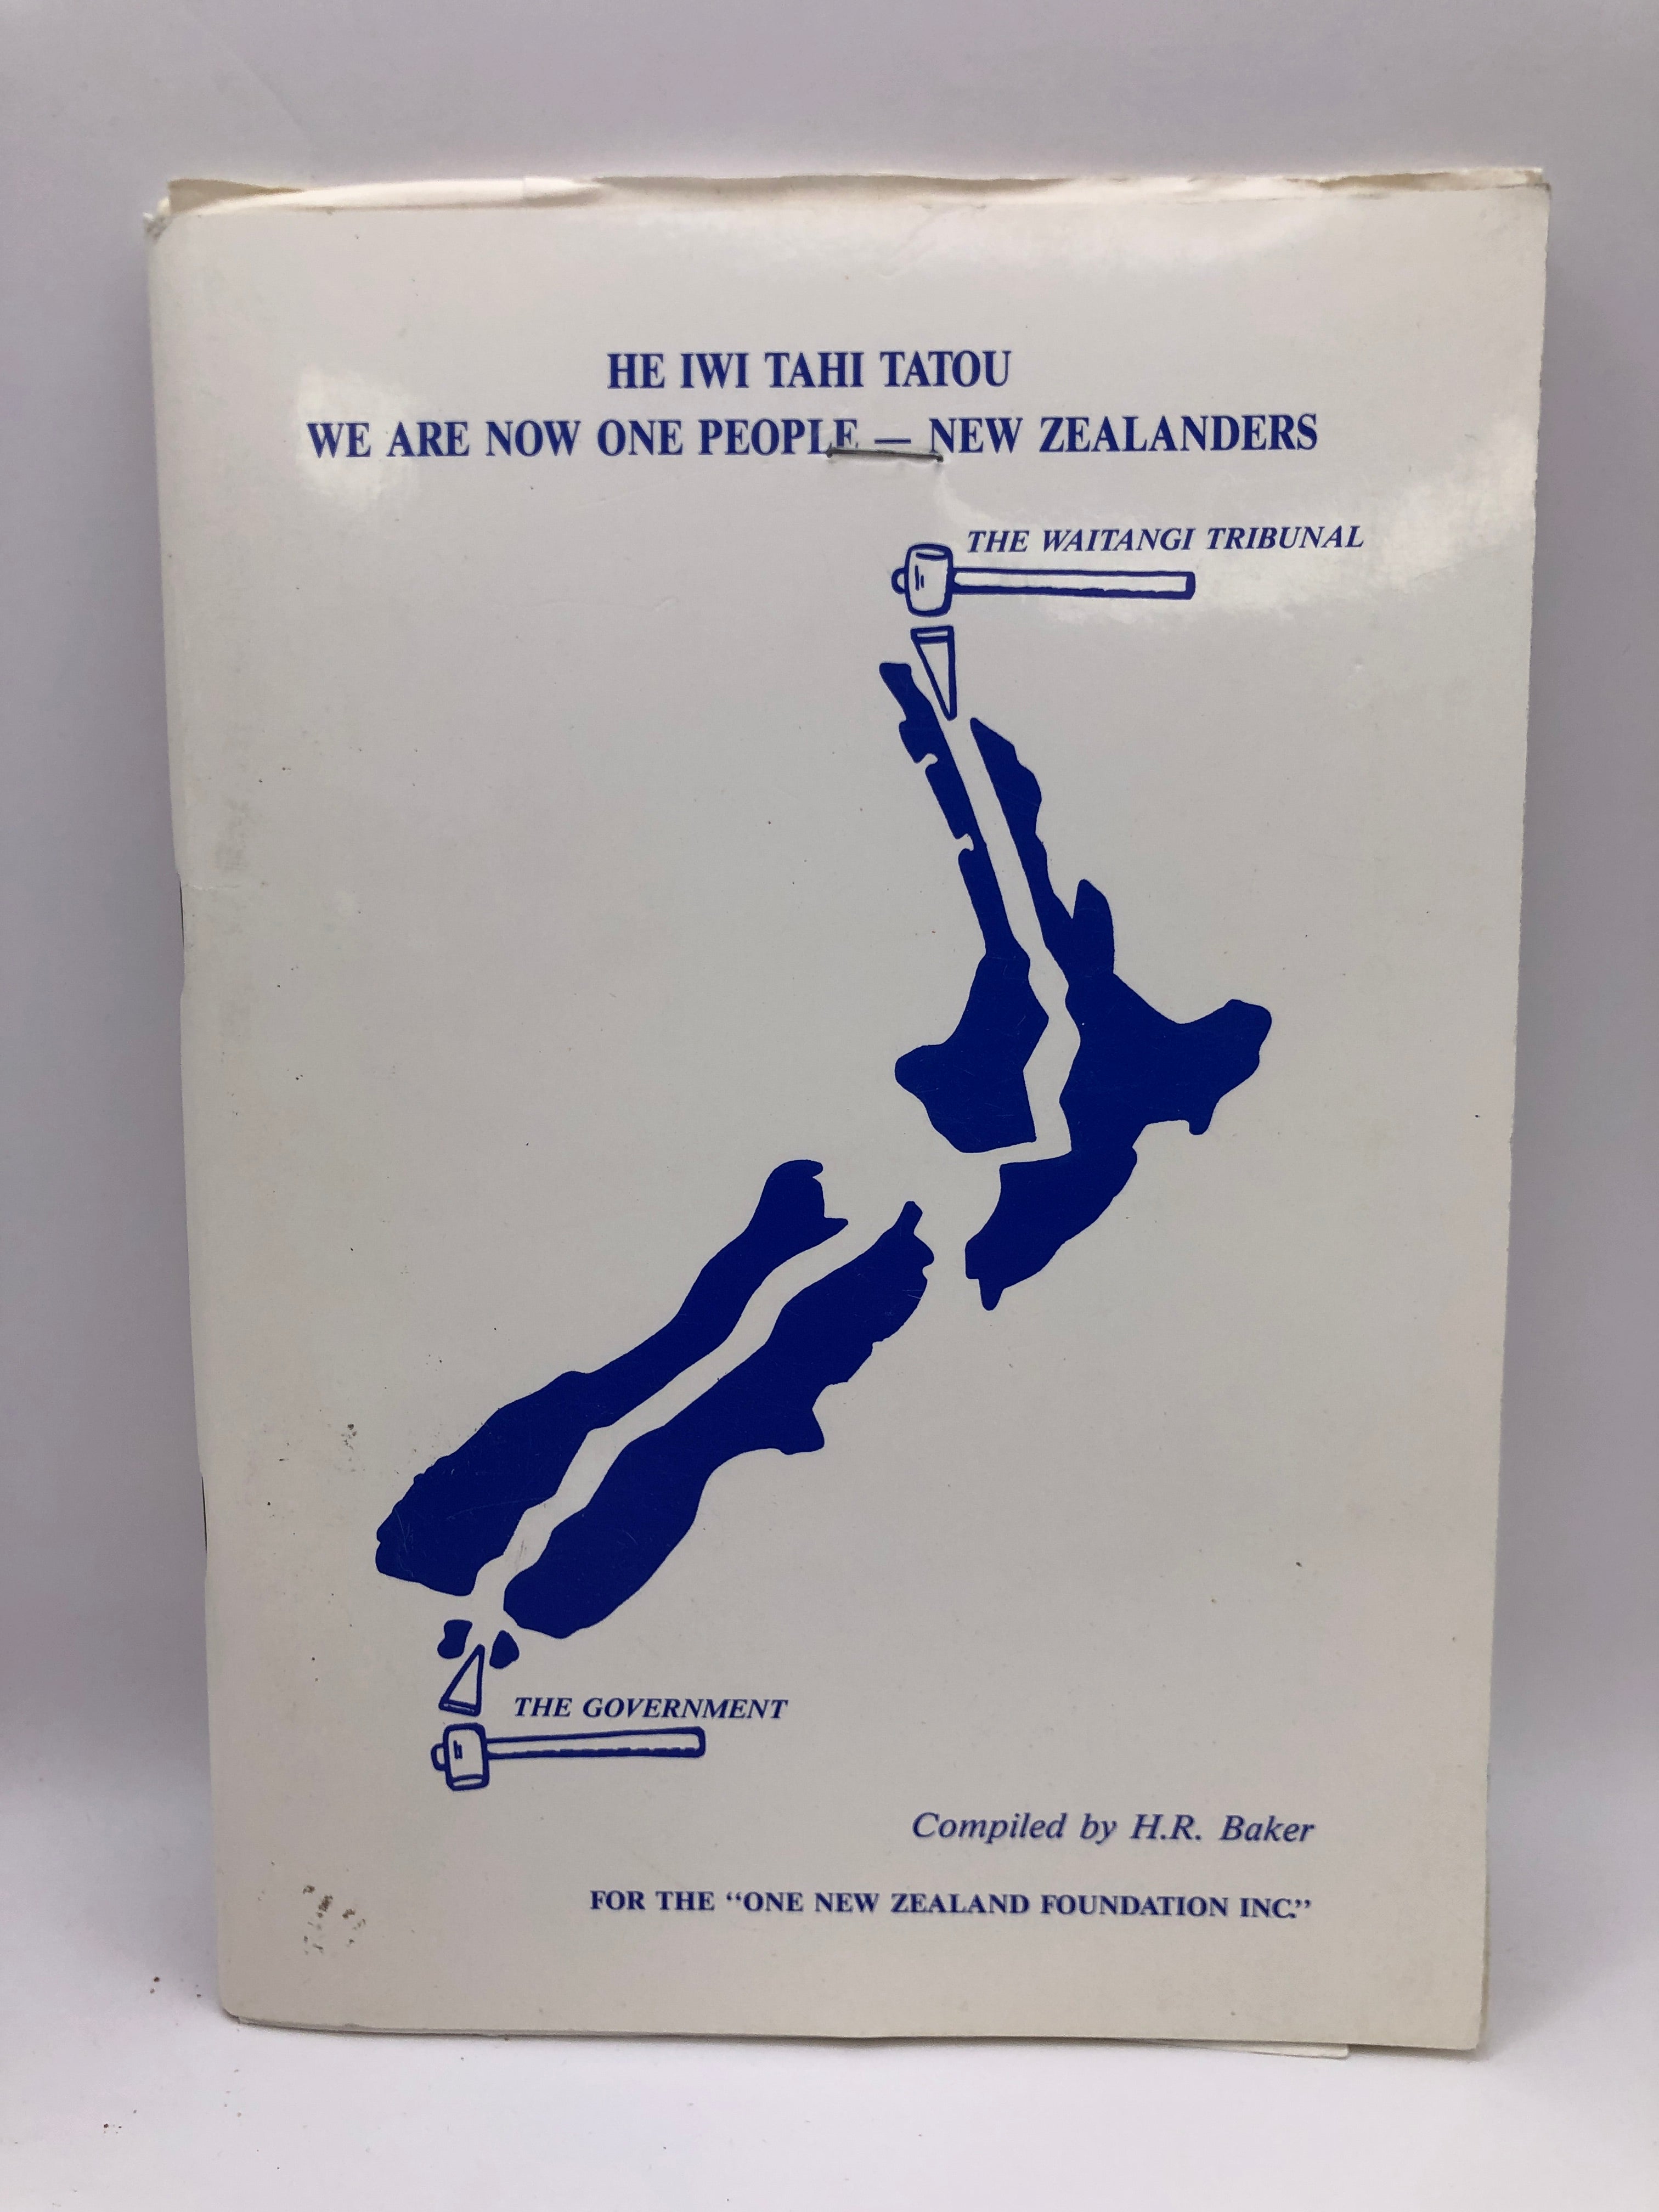 HE IWI TAHI TATOU
WE ARE NOW ONE PEOPLE — NEW ZEALANDERS
THE WAITANGI TRIBUNAL
THE GOVERNMENT
Compiled by H.R. Baker
FOR THE “ONE NEW ZEALAND FOUNDATION INC.”